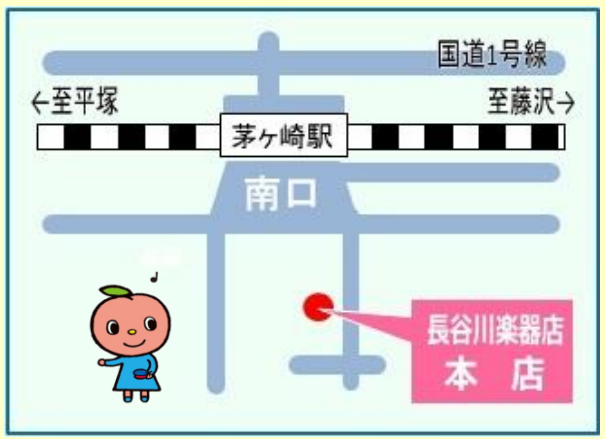 国道1号線
←至平塚
至藤沢→
茅ヶ崎駅
南口
長谷川楽器店
本 店